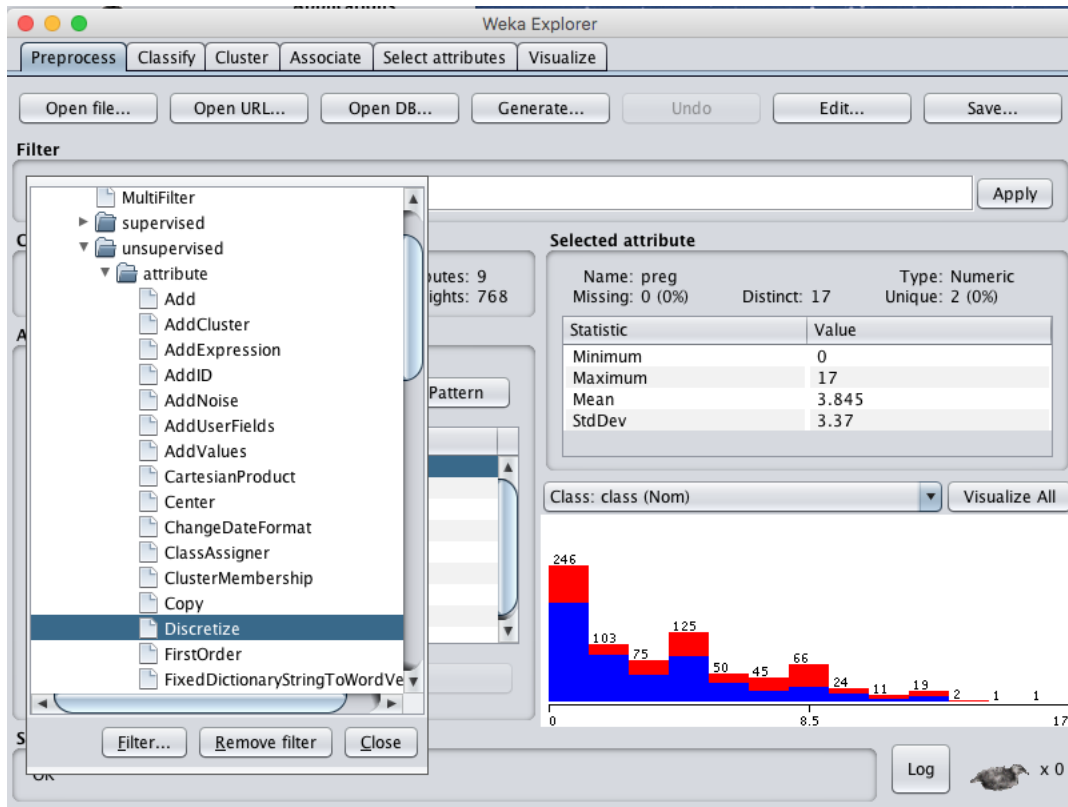 Applications
Weka Explorer
Preprocess Classify Cluster Associate Select attributes Visualize
Open file... Open URL... Open DB... Generate... Undo Edit... Save...
Filter
Apply
MultiFilter
supervised
unsupervised
attribute
Add
AddCluster
AddExpression
AddID
AddNoise
AddUserFields
AddValues
CartesianProduct
Center
ChangeDateFormat
ClassAssigner
ClusterMembership
Copy
Discretize
FirstOrder
FixedDictionaryStringToWordVe
Filter... Remove filter Close
C
butes: 9
ights: 768
A
Pattern
Selected attribute
Name: preg Type: Numeric
Missing: 0 (0%) Distinct: 17 Unique: 2 (0%)
Statistic Value
Minimum 0
Maximum 17
Mean 3.845
StdDev 3.37
Class: class (Nom) Visualize All
246
103
75
125
50
45
66
24
11
19
2
1
1
0 8.5 17
S
OK
Log x 0